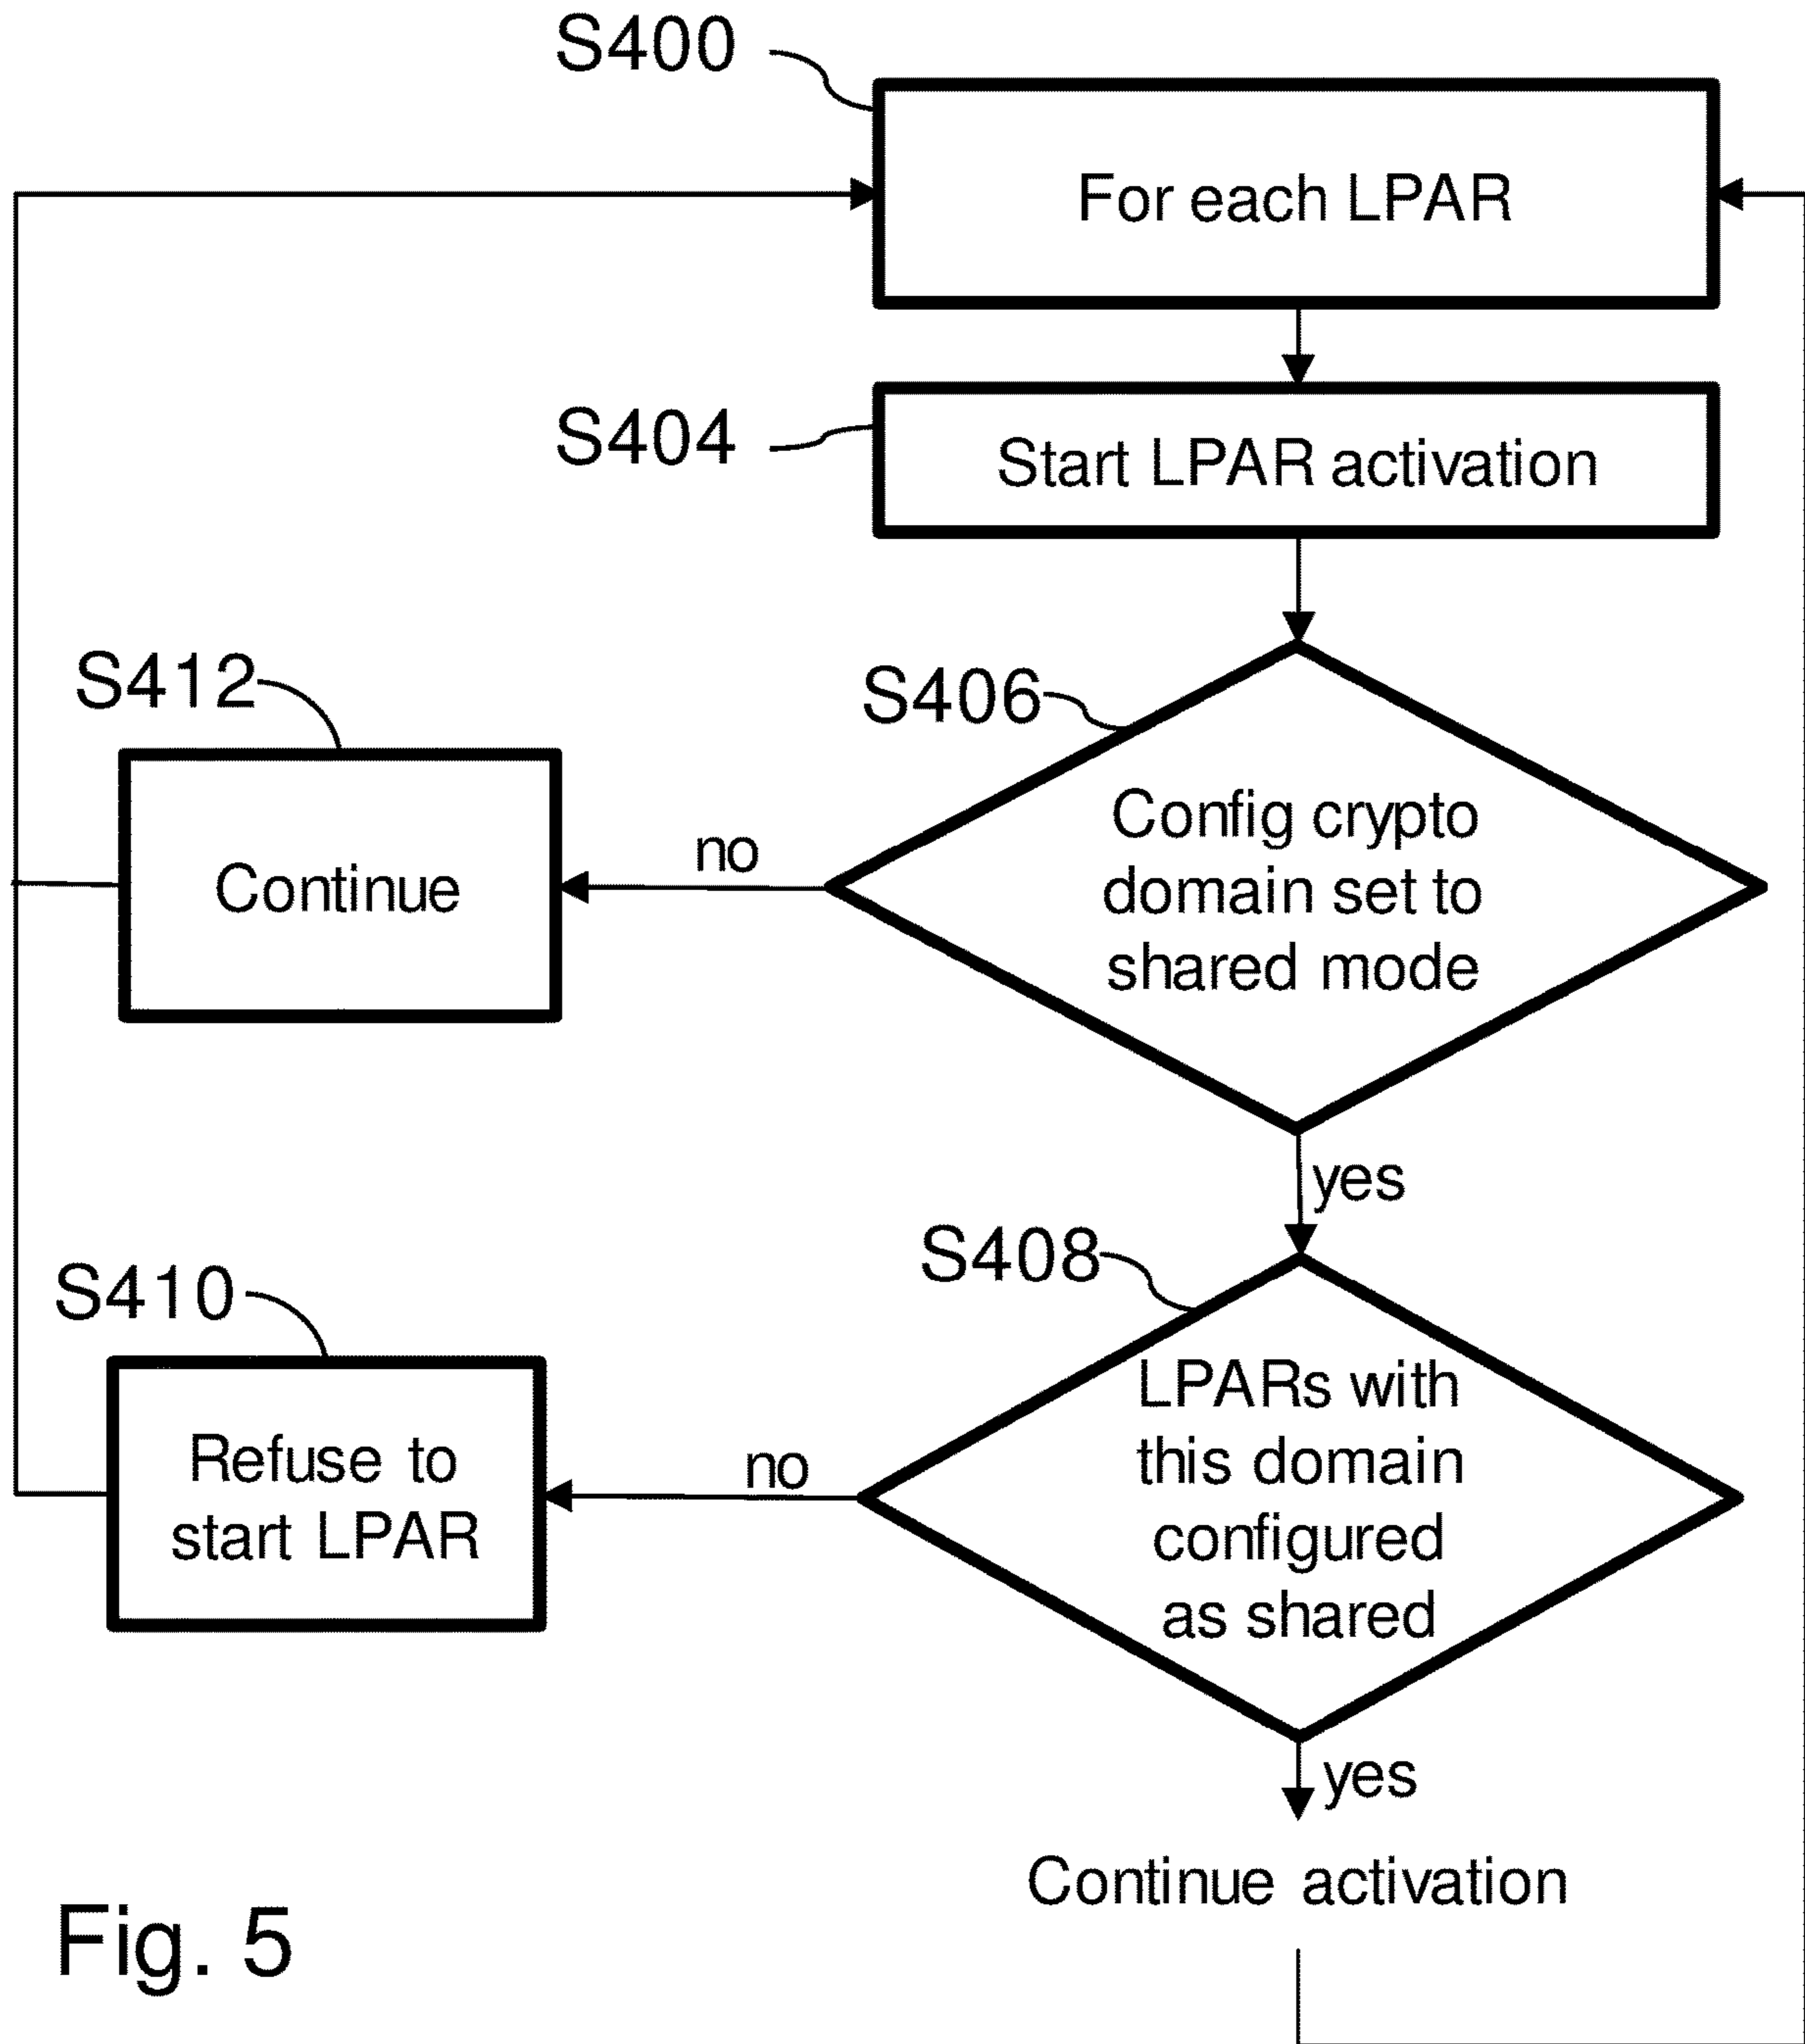 S400
For each LPAR
S404
Start LPAR activation
S412
S406
Config crypto
domain set to
shared mode
no
Continue
yes
S408
S410
LPARs with
this domain
configured
as shared
no
Refuse to
start LPAR
yes
Continue activation
Fig. 5